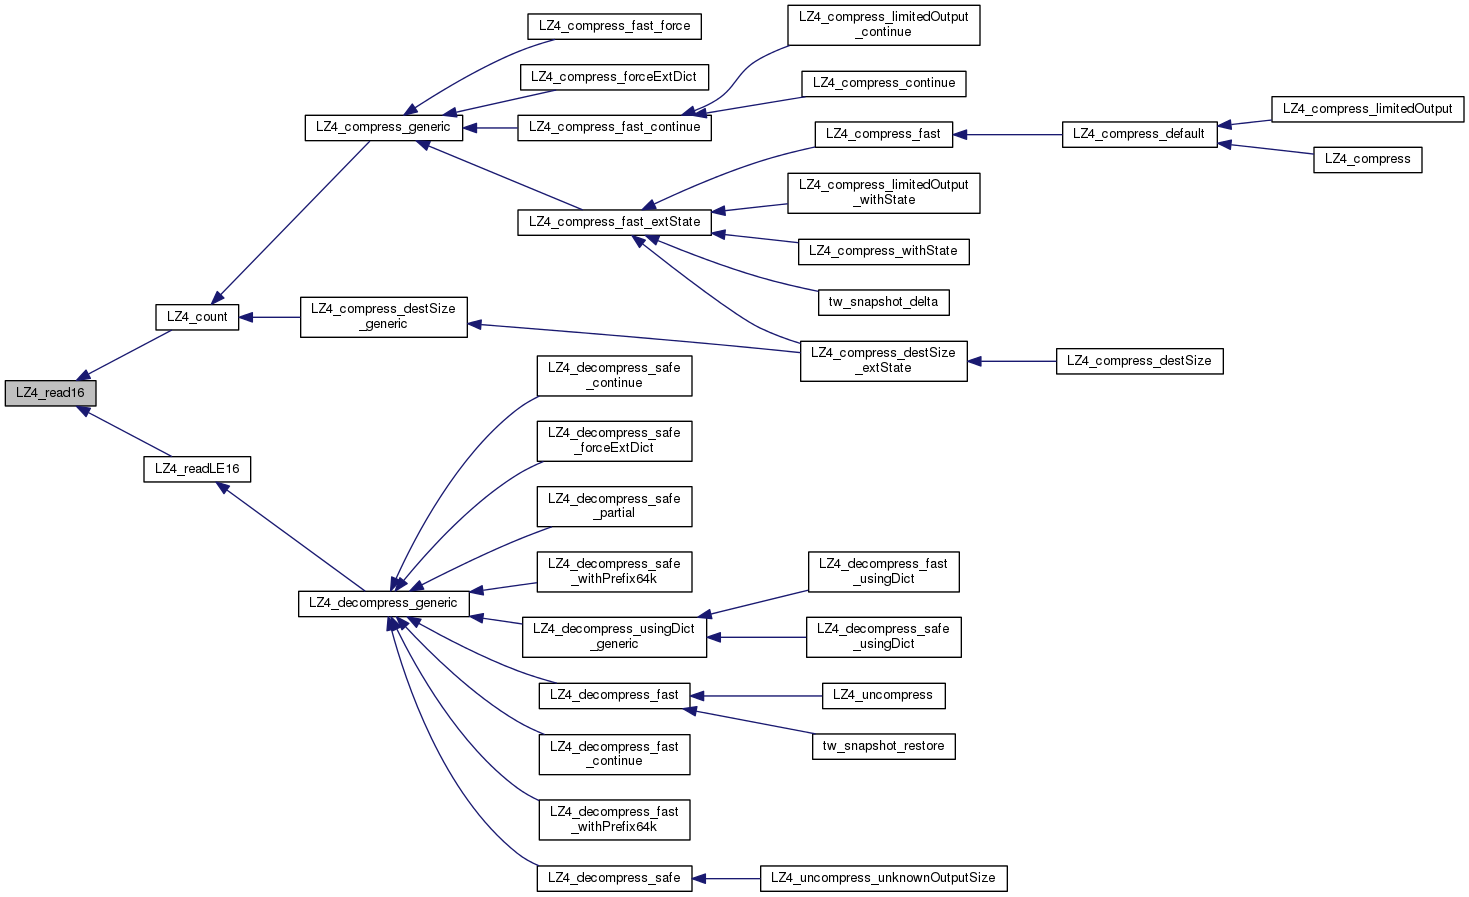 LZ4_compress_limitedOutput
_continue
LZ4_compress_fast_force
LZ4_compress_forceExtDict
LZ4_compress_continue
LZ4_compress_limitedOutput
LZ4_compress_generic
LZ4_compress_fast_continue
LZ4_compress_fast
LZ4_compress_default
LZ4_compress
LZ4_compress_limitedOutput
_withState
LZ4_compress_fast_extState
LZ4_compress_withState
tw_snapshot_delta
LZ4_count
LZ4_compress_destSize
_generic
LZ4_compress_destSize
_extState
LZ4_compress_destSize
LZ4_read16
LZ4_decompress_safe
_continue
LZ4_decompress_safe
_forceExtDict
LZ4_readLE16
LZ4_decompress_safe
_partial
LZ4_decompress_safe
_withPrefix64k
LZ4_decompress_fast
_usingDict
LZ4_decompress_generic
LZ4_decompress_usingDict
_generic
LZ4_decompress_safe
_usingDict
LZ4_decompress_fast
LZ4_uncompress
LZ4_decompress_fast
_continue
tw_snapshot_restore
LZ4_decompress_fast
_withPrefix64k
LZ4_decompress_safe
LZ4_uncompress_unknownOutputSize